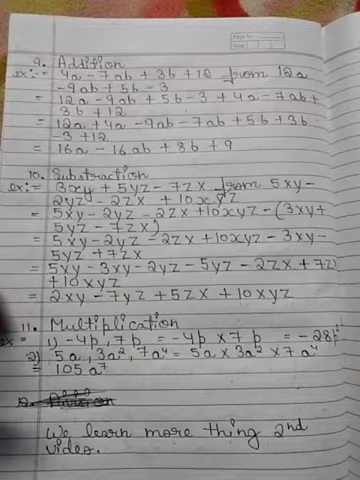 9. Addition
ex:- = 4a - 7ab + 3b + 12 from 12a
- 9ab + 5b - 3
= 12a - 9ab + 5b - 3 + 4a - 7ab +
3b + 12
= 12a + 4a - 9ab - 7ab + 5b + 3b
- 3 + 12
= 16a - 16ab + 8b + 9
10. Substraction
ex:= 3xy + 5yz - 7zx from 5xy -
2yz - 2zx + 10xyz
= 5xy - 2yz - 2zx + 10xyz - (3xy +
5yz - 7zx)
= 5xy - 2yz - 2zx + 10xyz - 3xy -
5yz + 7zx
= 5xy - 3xy - 2yz - 5yz - 2zx + 7zx
+ 10xyz
= 2xy - 7yz + 5zx + 10xyz
11. Multiplication
ex = 1) -4p, 7p = -4p × 7p = -28p²
2) 5a, 3a², 7a⁴ = 5a × 3a² × 7a⁴
= 105a⁷
12. Division
We learn more thing 2nd
video.